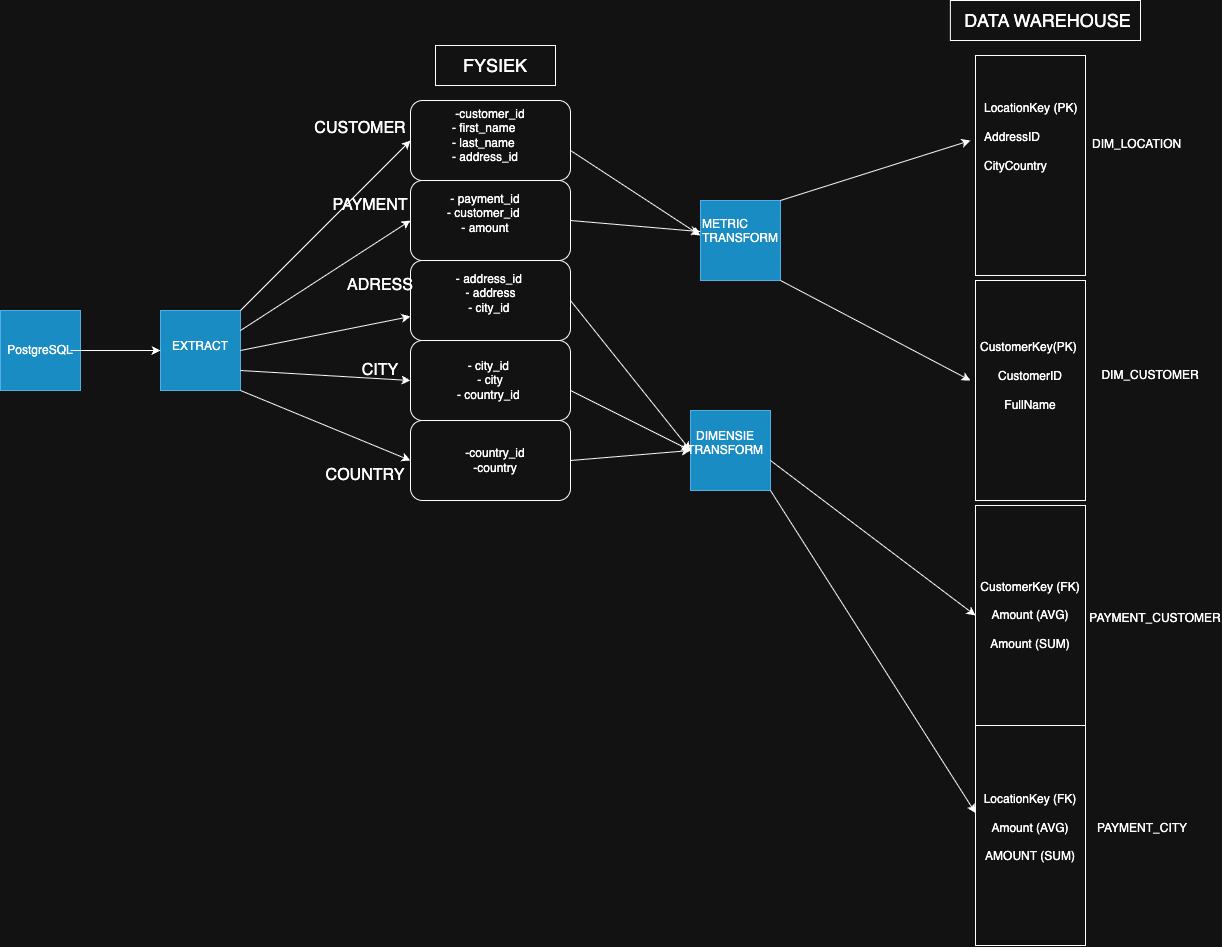 DATA WAREHOUSE
FYSIEK
PostgreSQL
EXTRACT
CUSTOMER
-customer_id
- first_name
- last_name
- address_id
PAYMENT
- payment_id
- customer_id
- amount
ADRESS
- address_id
- address
- city_id
CITY
- city_id
- city
- country_id
COUNTRY
-country_id
-country
METRIC
TRANSFORM
DIMENSIE
TRANSFORM
LocationKey (PK)
AddressID
CityCountry
DIM_LOCATION
CustomerKey(PK)
CustomerID
FullName
DIM_CUSTOMER
CustomerKey (FK)
Amount (AVG)
Amount (SUM)
PAYMENT_CUSTOMER
LocationKey (FK)
Amount (AVG)
AMOUNT (SUM)
PAYMENT_CITY